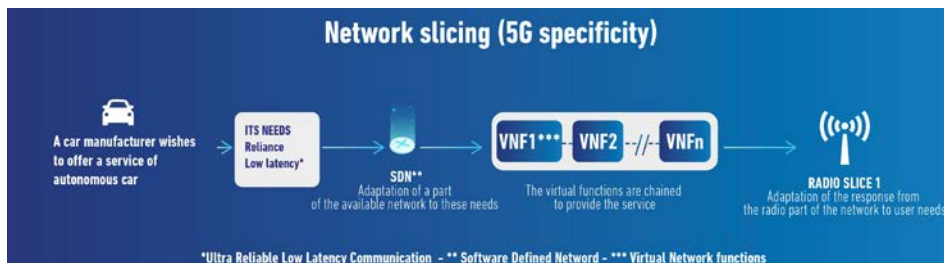 Network slicing (5G specificity)
A car manufacturer wishes
to offer a service of
autonomous car
ITS NEEDS
Reliance
Low latency*
SDN**
Adaptation of a part
of the available network to these needs
VNF1*** VNF2 --//-- VNFn
The virtual functions are chained
to provide the service
RADIO SLICE 1
Adaptation of the response from
the radio part of the network to user needs
*Ultra Reliable Low Latency Communication - ** Software Defined Netword - *** Virtual Network functions